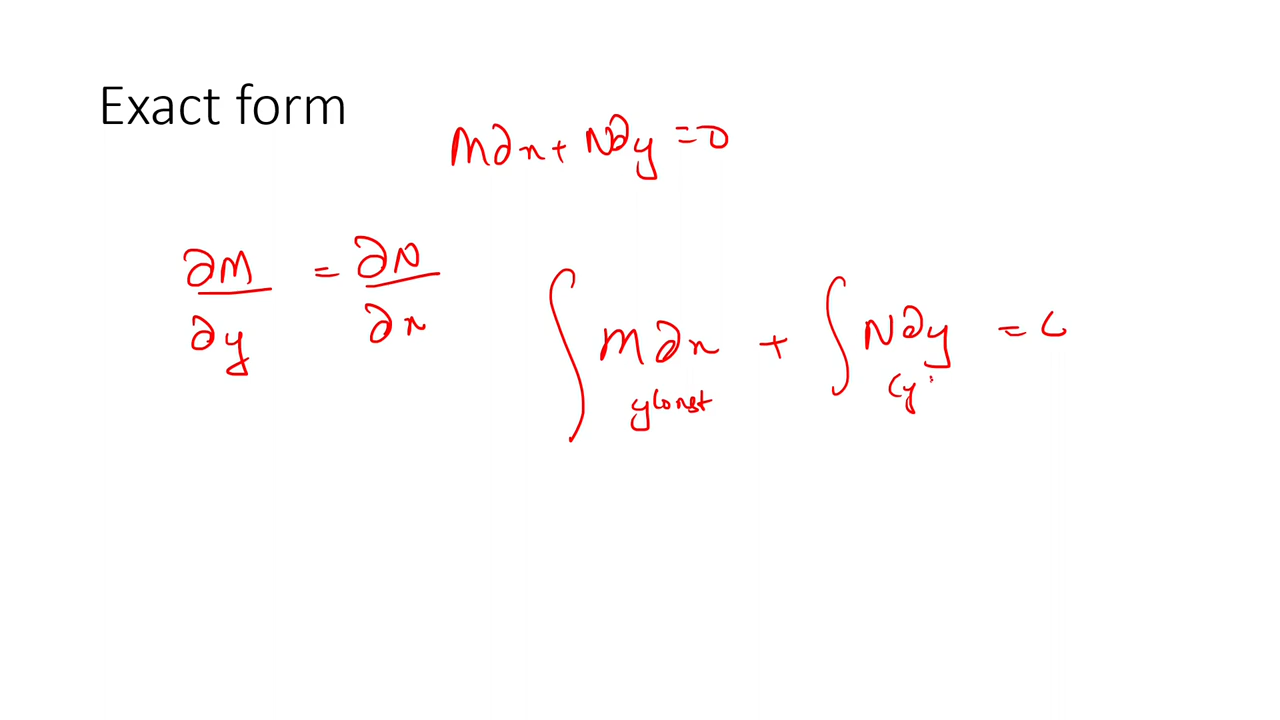 Exact form
M∂x + N∂y = 0
∂M/∂y = ∂N/∂x
∫ M∂x + ∫ N∂y = C
y const (y